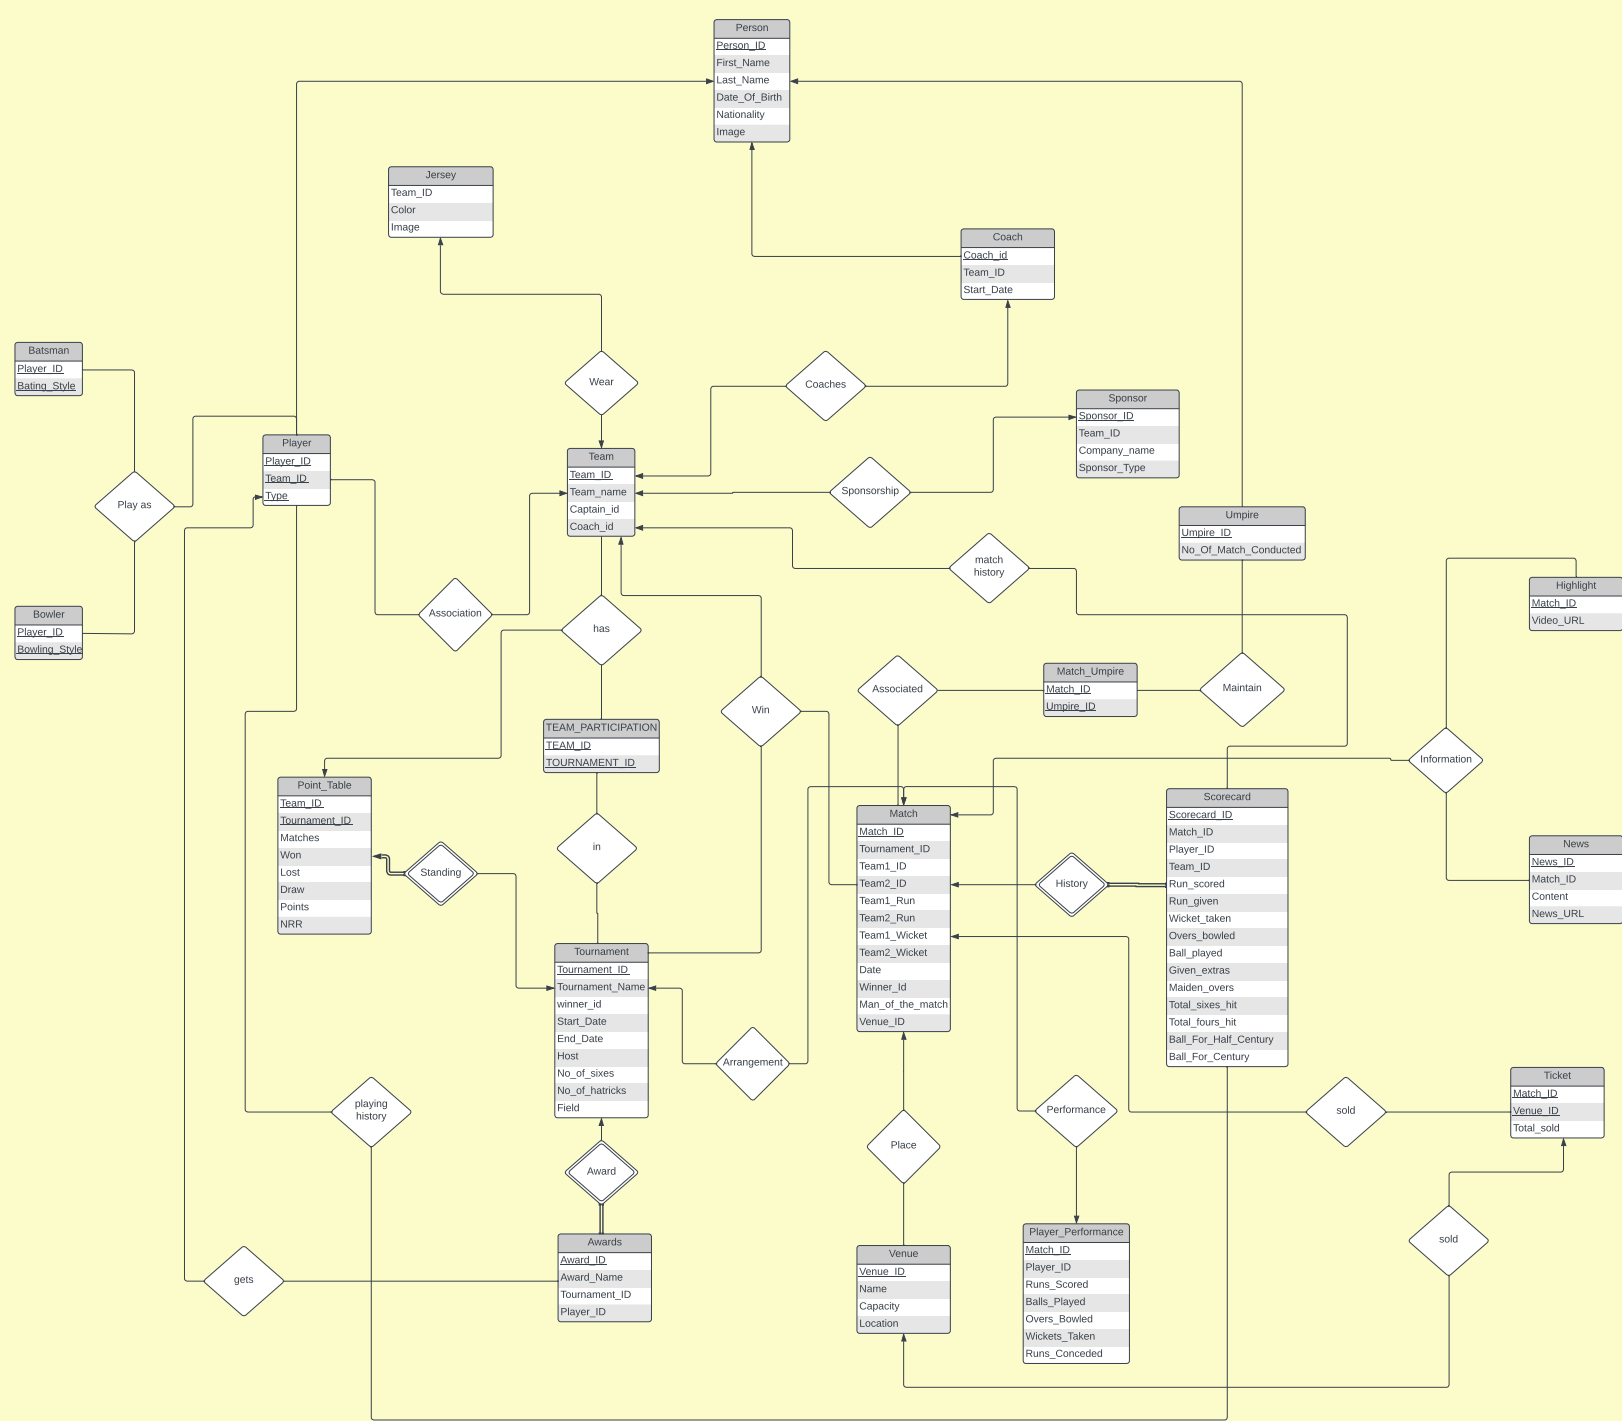 Person
Person_ID
First_Name
Last_Name
Date_Of_Birth
Nationality
Image
Jersey
Team_ID
Color
Image
Coach
Coach_id
Team_ID
Start_Date
Batsman
Player_ID
Bating_Style
Wear
Coaches
Sponsor
Sponsor_ID
Team_ID
Company_name
Sponsor_Type
Player
Player_ID
Team_ID
Type
Play as
Team
Team_ID
Team_name
Captain_id
Coach_id
Sponsorship
Umpire
Umpire_ID
No_Of_Match_Conducted
match
history
Highlight
Match_ID
Video_URL
Bowler
Player_ID
Bowling_Style
Association
has
Associated
Match_Umpire
Match_ID
Umpire_ID
Maintain
Win
TEAM_PARTICIPATION
TEAM_ID
TOURNAMENT_ID
Information
Point_Table
Team_ID
Tournament_ID
Matches
Won
Lost
Draw
Points
NRR
Standing
in
Match
Match_ID
Tournament_ID
Team1_ID
Team2_ID
Team1_Run
Team2_Run
Team1_Wicket
Team2_Wicket
Date
Winner_Id
Man_of_the_match
Venue_ID
History
Scorecard
Scorecard_ID
Match_ID
Player_ID
Team_ID
Run_scored
Run_given
Wicket_taken
Overs_bowled
Ball_played
Given_extras
Maiden_overs
Total_sixes_hit
Total_fours_hit
Ball_For_Half_Century
Ball_For_Century
News
News_ID
Match_ID
Content
News_URL
Tournament
Tournament_ID
Tournament_Name
winner_id
Start_Date
End_Date
Host
No_of_sixes
No_of_hatricks
Field
Arrangement
playing
history
Performance
sold
Ticket
Match_ID
Venue_ID
Total_sold
Place
Award
Awards
Award_ID
Award_Name
Tournament_ID
Player_ID
gets
Venue
Venue_ID
Name
Capacity
Location
Player_Performance
Match_ID
Player_ID
Runs_Scored
Balls_Played
Overs_Bowled
Wickets_Taken
Runs_Conceded
sold